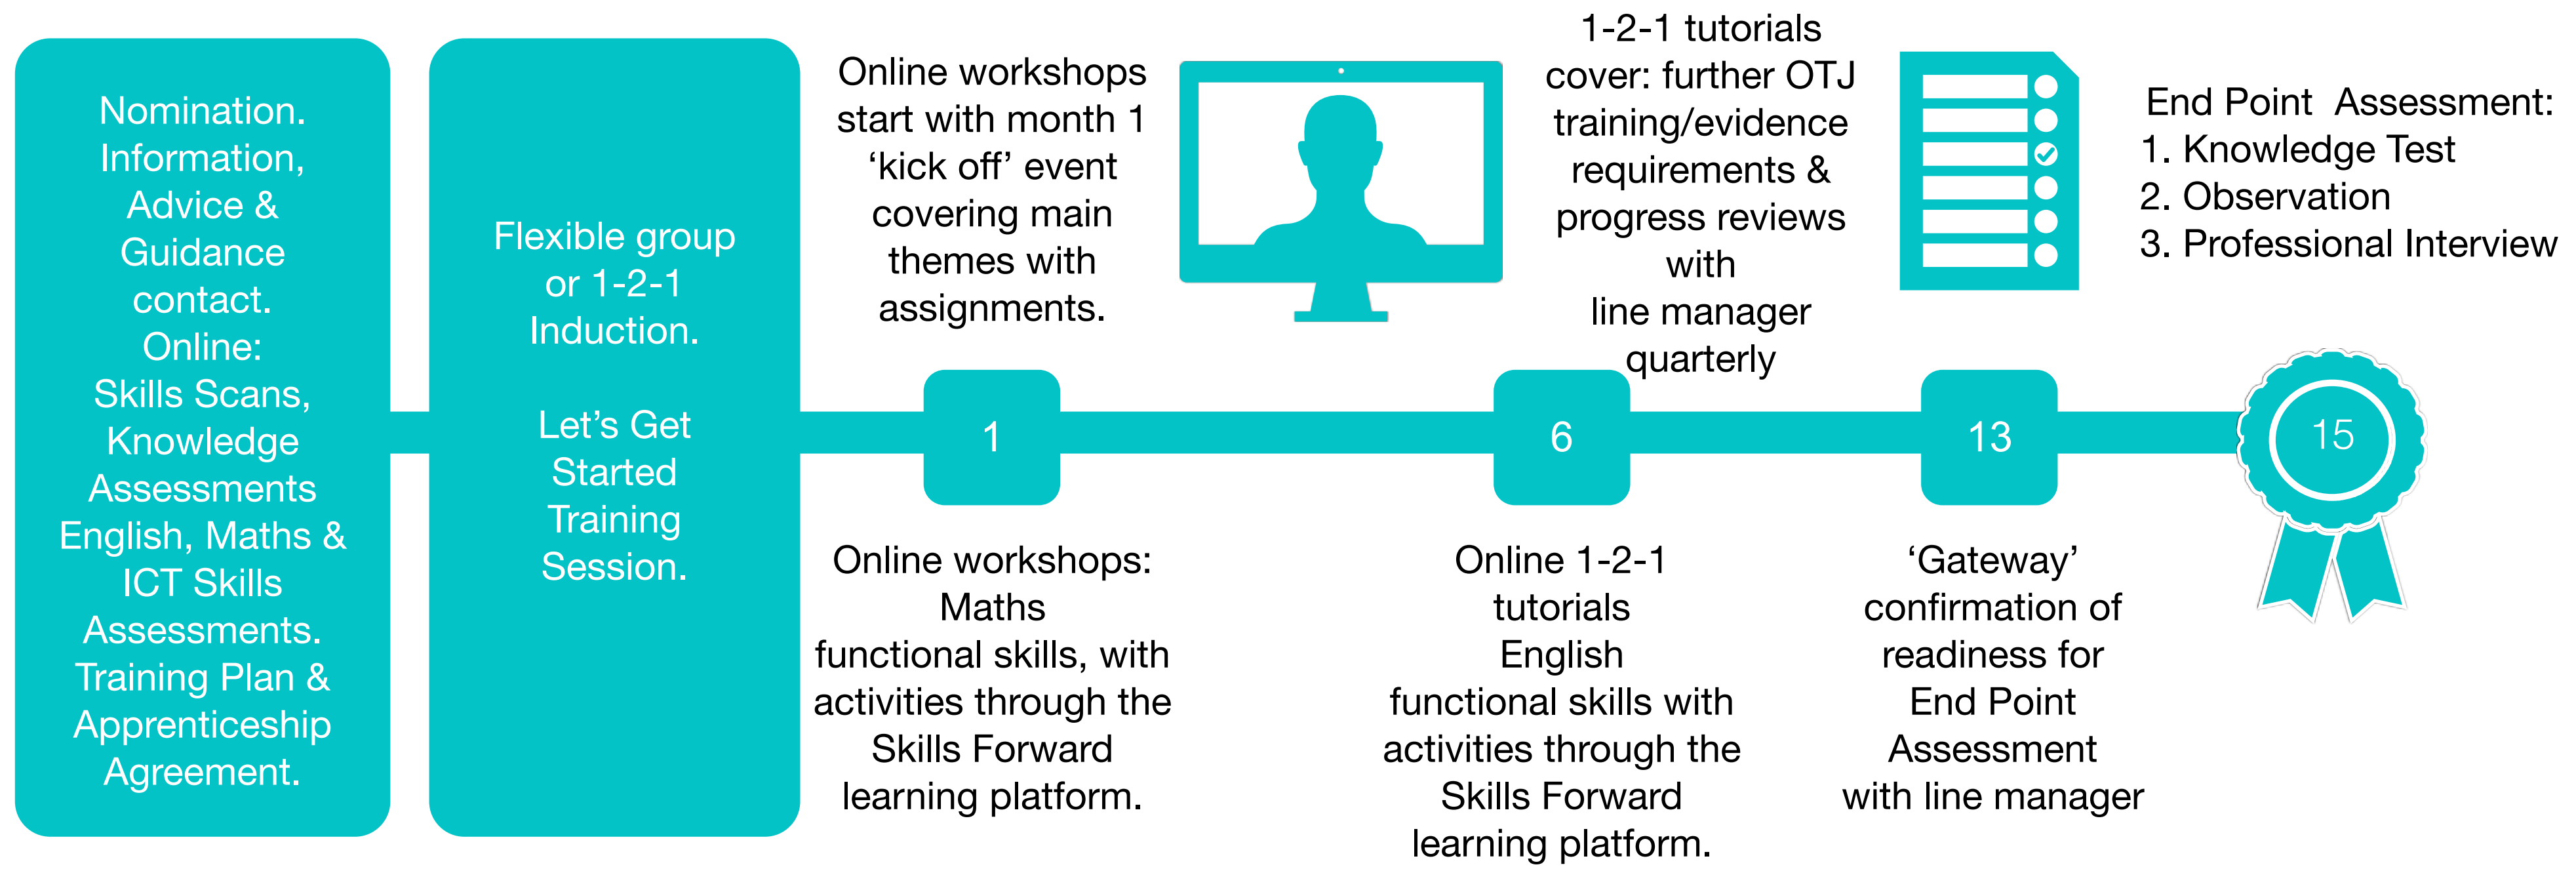 Nomination.
Information,
Advice &
Guidance
contact.
Online:
Skills Scans,
Knowledge
Assessments
English, Maths &
ICT Skills
Assessments.
Training Plan &
Apprenticeship
Agreement.
Flexible group
or 1-2-1
Induction.
Let’s Get
Started
Training
Session.
Online workshops
start with month 1
‘kick off’ event
covering main
themes with
assignments.
1
Online workshops:
Maths
functional skills, with
activities through the
Skills Forward
learning platform.
1-2-1 tutorials
cover: further OTJ
training/evidence
requirements &
progress reviews
with
line manager
quarterly
6
Online 1-2-1
tutorials
English
functional skills with
activities through the
Skills Forward
learning platform.
13
‘Gateway’
confirmation of
readiness for
End Point
Assessment
with line manager
End Point Assessment:
1. Knowledge Test
2. Observation
3. Professional Interview
15